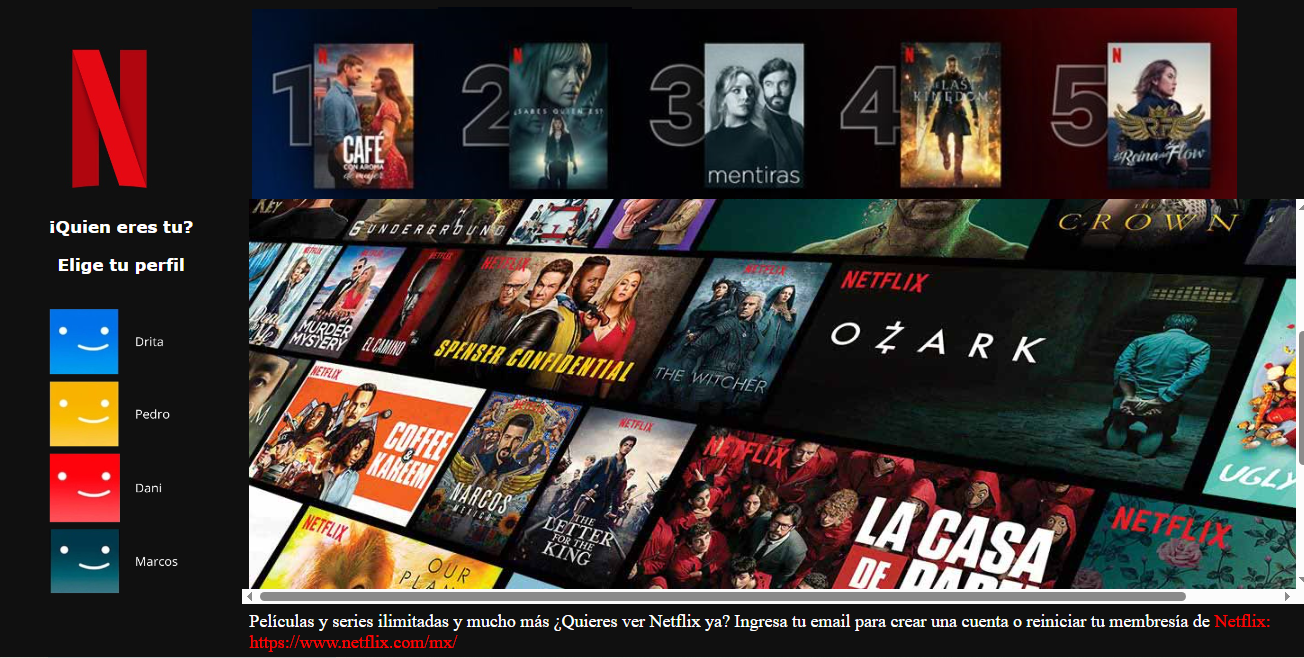 1 2 3 4 5
CAFÉ
CON AROMA
de mujer
¿SABES QUIÉN ES?
mentiras
THE LAST
KINGDOM
RF
La Reina del Flow
iQuien eres tu?
Elige tu perfil
Drita
Pedro
Dani
Marcos
6 UNDERGROUND
THE
CROWN
MURDER
MYSTERY
EL CAMINO
NETFLIX
SPENSER CONFIDENTIAL
NETFLIX
THE WITCHER
NETFLIX
OZARK
NETFLIX
COFFEE
&
KAREEM
NARCOS
MEXICO
NETFLIX
THE
LETTER
FOR THE
KING
NETFLIX
LA CASA
DE
UGLY
NETFLIX
OUR
NETFLIX
Películas y series ilimitadas y mucho más ¿Quieres ver Netflix ya? Ingresa tu email para crear una cuenta o reiniciar tu membresía de Netflix:
https://www.netflix.com/mx/